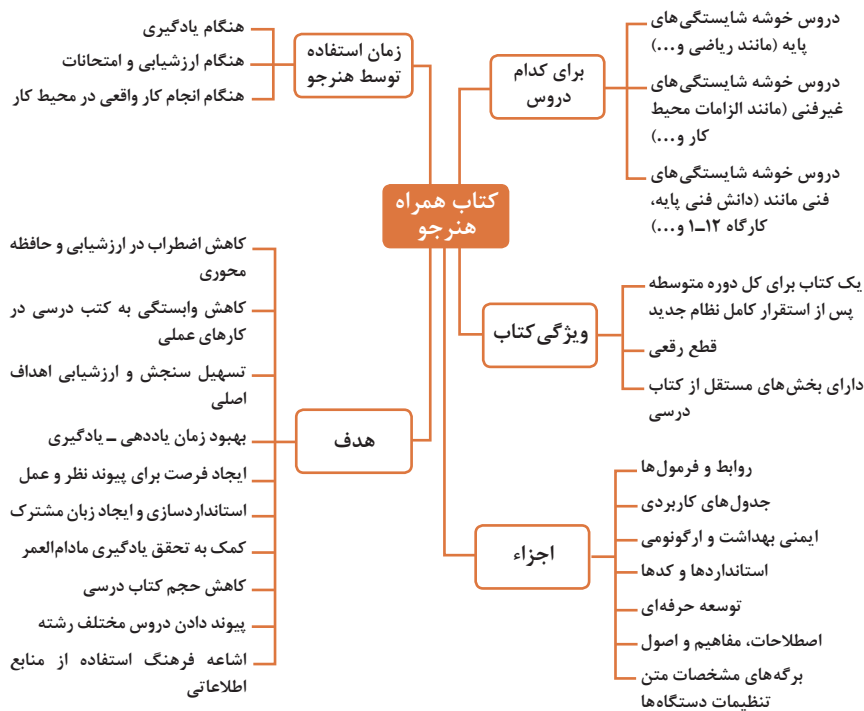 کتاب همراه
هنرجو
برای کدام
دروس
دروس خوشه شایستگی‌های
پایه (مانند ریاضی و...)
دروس خوشه شایستگی‌های
غیرفنی (مانند الزامات محیط
کار و...)
دروس خوشه شایستگی‌های
فنی مانند (دانش فنی پایه،
کارگاه ۱۲ــ۱ و...)
ویژگی کتاب
یک کتاب برای کل دوره متوسطه
پس از استقرار کامل نظام جدید
قطع رقعی
دارای بخش‌های مستقل از کتاب
درسی
اجزاء
روابط و فرمول‌ها
جدول‌های کاربردی
ایمنی بهداشت و ارگونومی
استانداردها و کدها
توسعه حرفه‌ای
اصطلاحات، مفاهیم و اصول
برگه‌های مشخصات متن
تنظیمات دستگاه‌ها
زمان استفاده
توسط هنرجو
هنگام یادگیری
هنگام ارزشیابی و امتحانات
هنگام انجام کار واقعی در محیط کار
هدف
کاهش اضطراب در ارزشیابی و حافظه
محوری
کاهش وابستگی به کتب درسی در
کارهای عملی
تسهیل سنجش و ارزشیابی اهداف
اصلی
بهبود زمان یاددهی ــ یادگیری
ایجاد فرصت برای پیوند نظر و عمل
استانداردسازی و ایجاد زبان مشترک
کمک به تحقق یادگیری مادام‌العمر
کاهش حجم کتاب درسی
پیوند دادن دروس مختلف رشته
اشاعه فرهنگ استفاده از منابع
اطلاعاتی